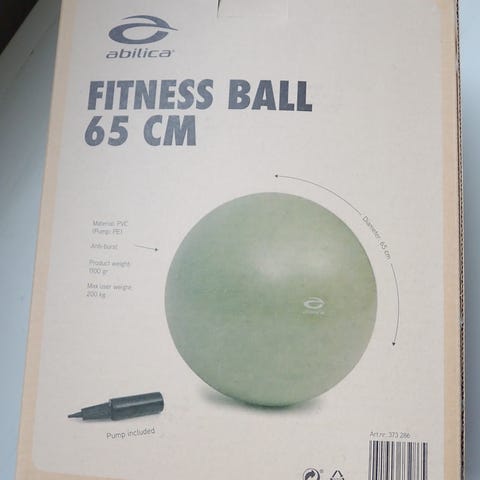 abilica
FITNESS BALL
65 CM
Material: PVC
(Pump: PE)
Anti-burst
Product weight:
1100 gr
Max user weight:
200 kg
Diameter: 65 cm
abilica
Pump included
Art.nr. 373 286